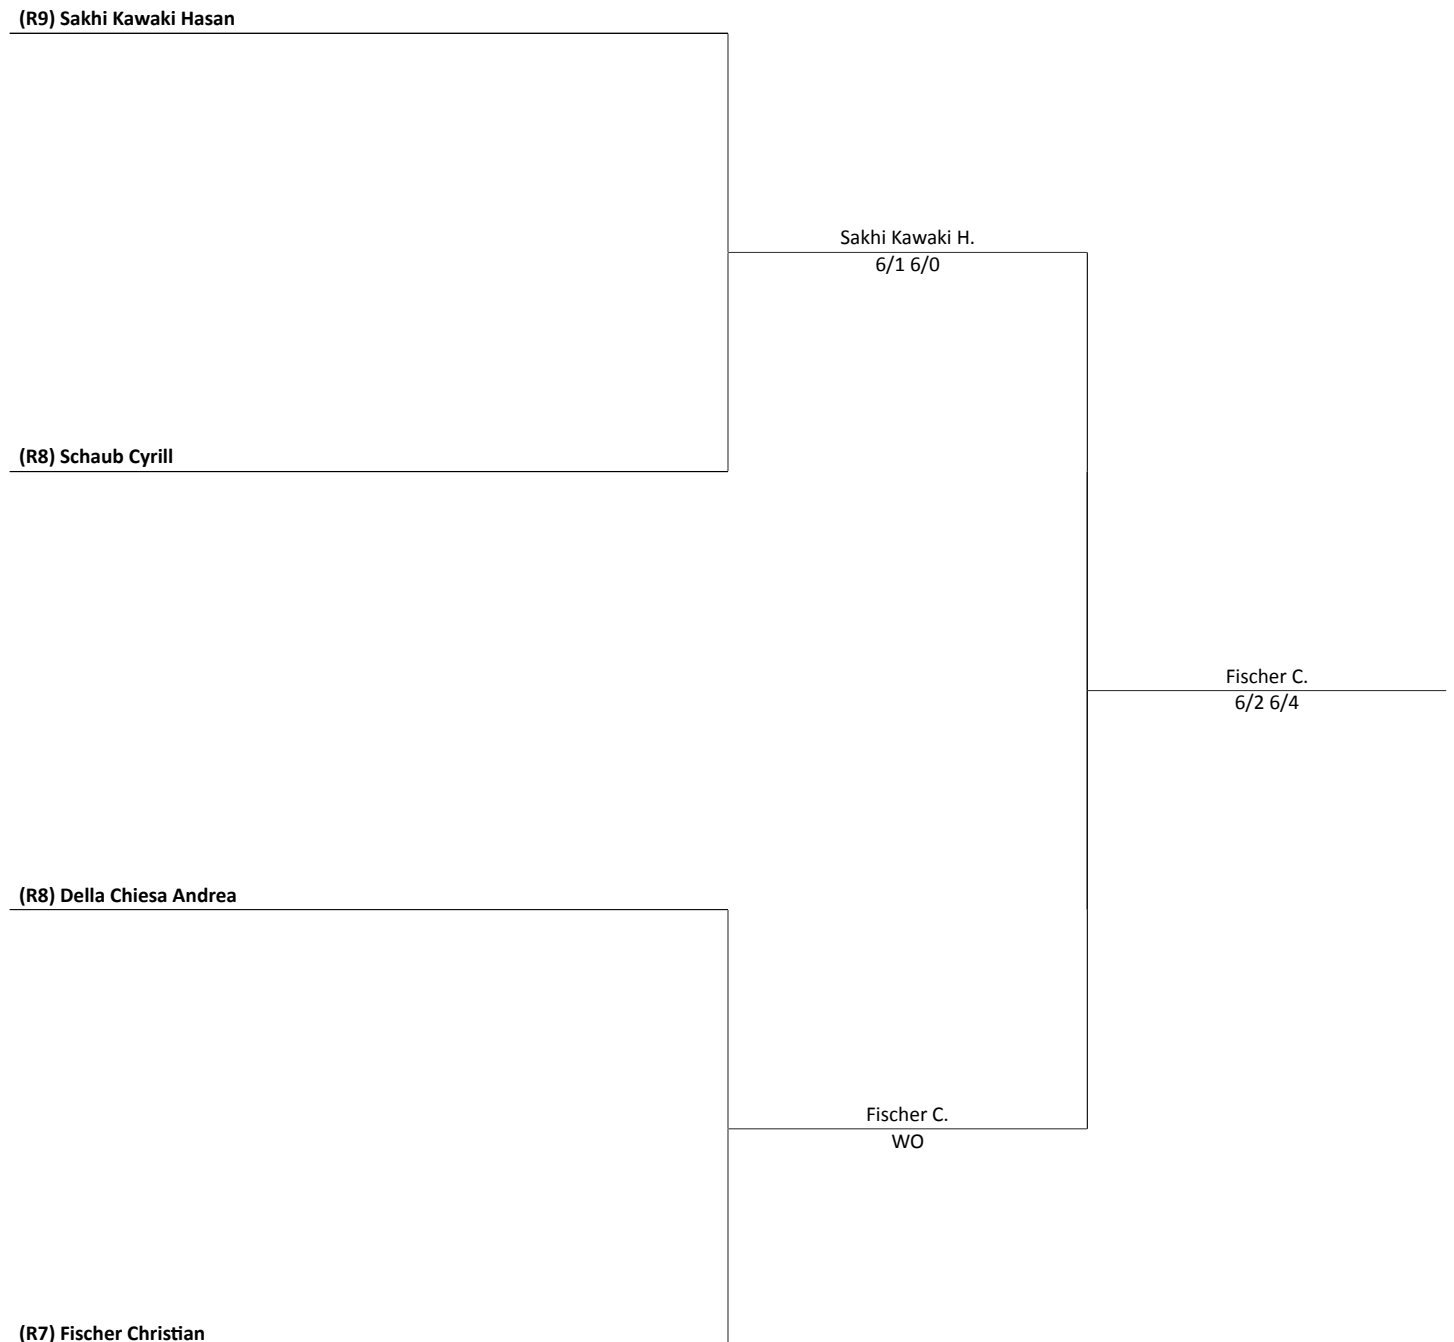 (R9) Sakhi Kawaki Hasan
Sakhi Kawaki H.
6/1 6/0
(R8) Schaub Cyrill
Fischer C.
6/2 6/4
(R8) Della Chiesa Andrea
Fischer C.
WO
(R7) Fischer Christian